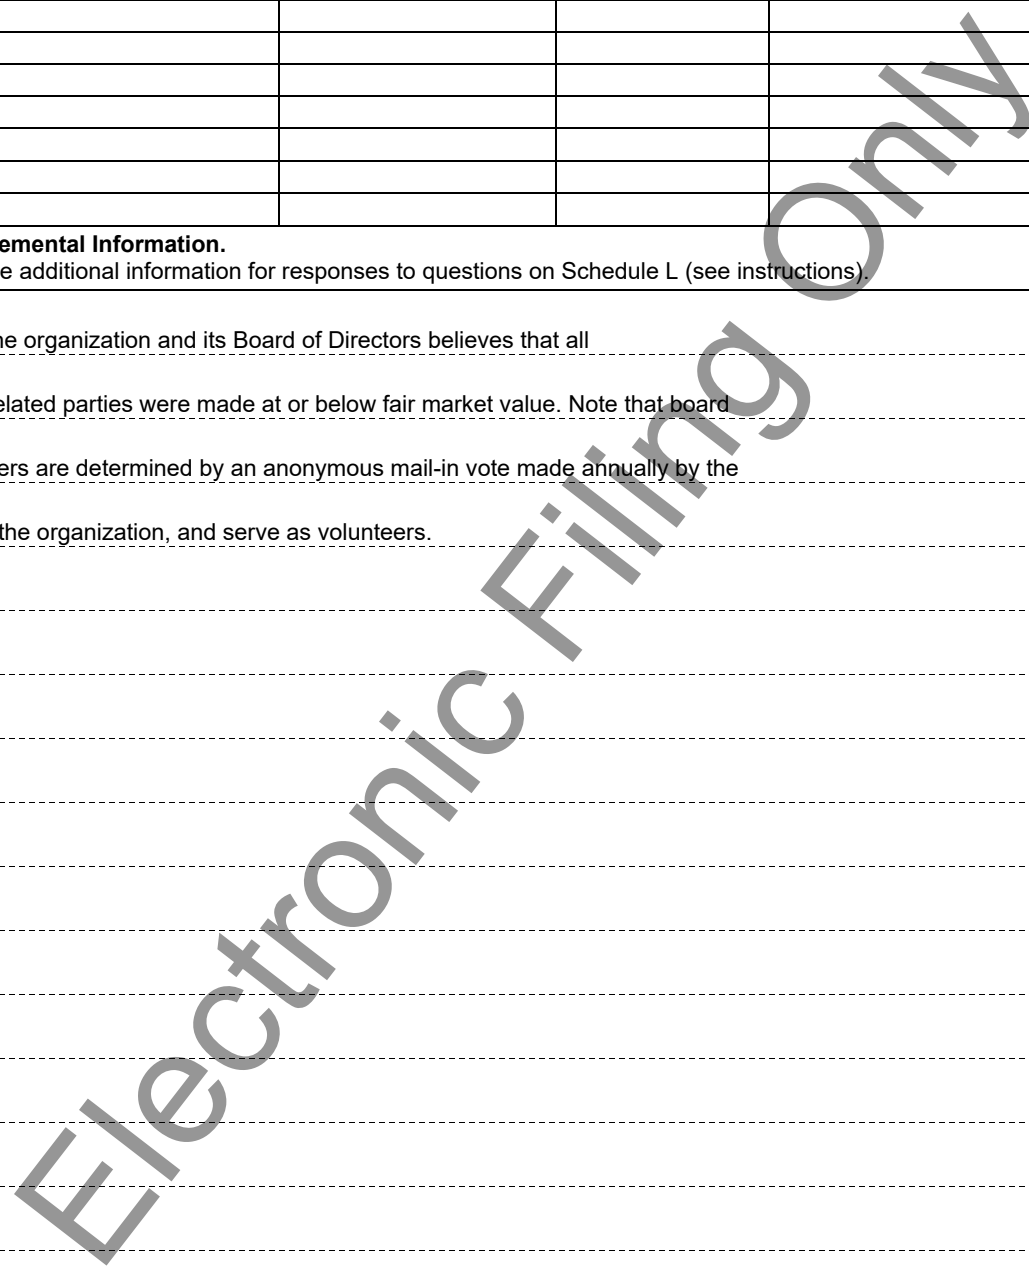 emental Information.
e additional information for responses to questions on Schedule L (see instructions).
ne organization and its Board of Directors believes that all
elated parties were made at or below fair market value. Note that board
ers are determined by an anonymous mail-in vote made annually by the
the organization, and serve as volunteers.
Electronic Filing Only